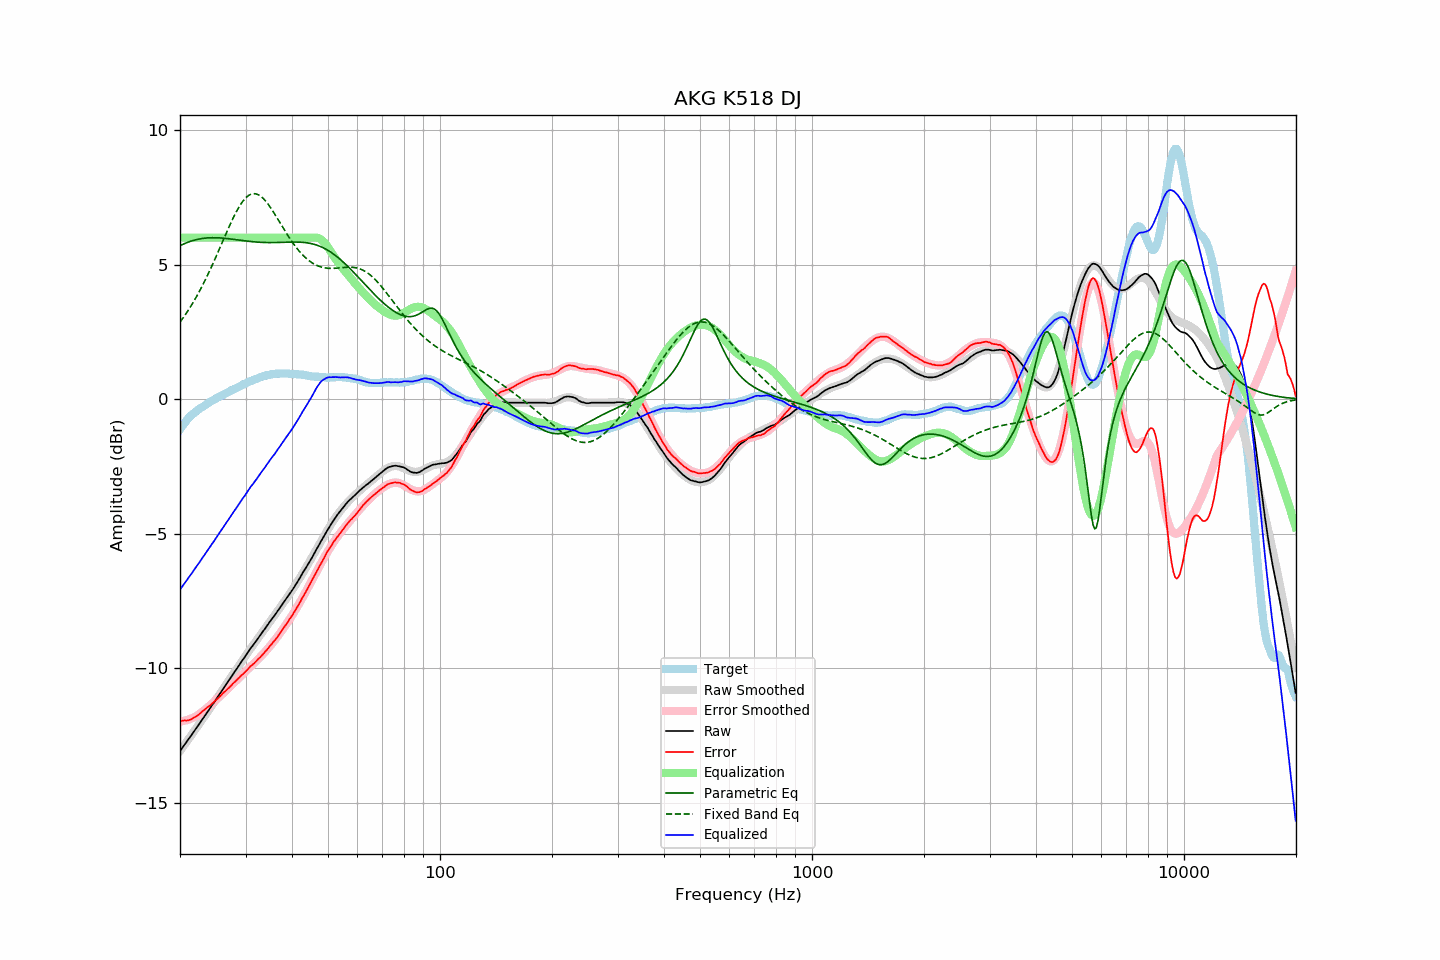 AKG K518 DJ
10
5
0
−5
−10
−15
Amplitude (dBr)
100
1000
10000
Frequency (Hz)
Target
Raw Smoothed
Error Smoothed
Raw
Error
Equalization
Parametric Eq
Fixed Band Eq
Equalized